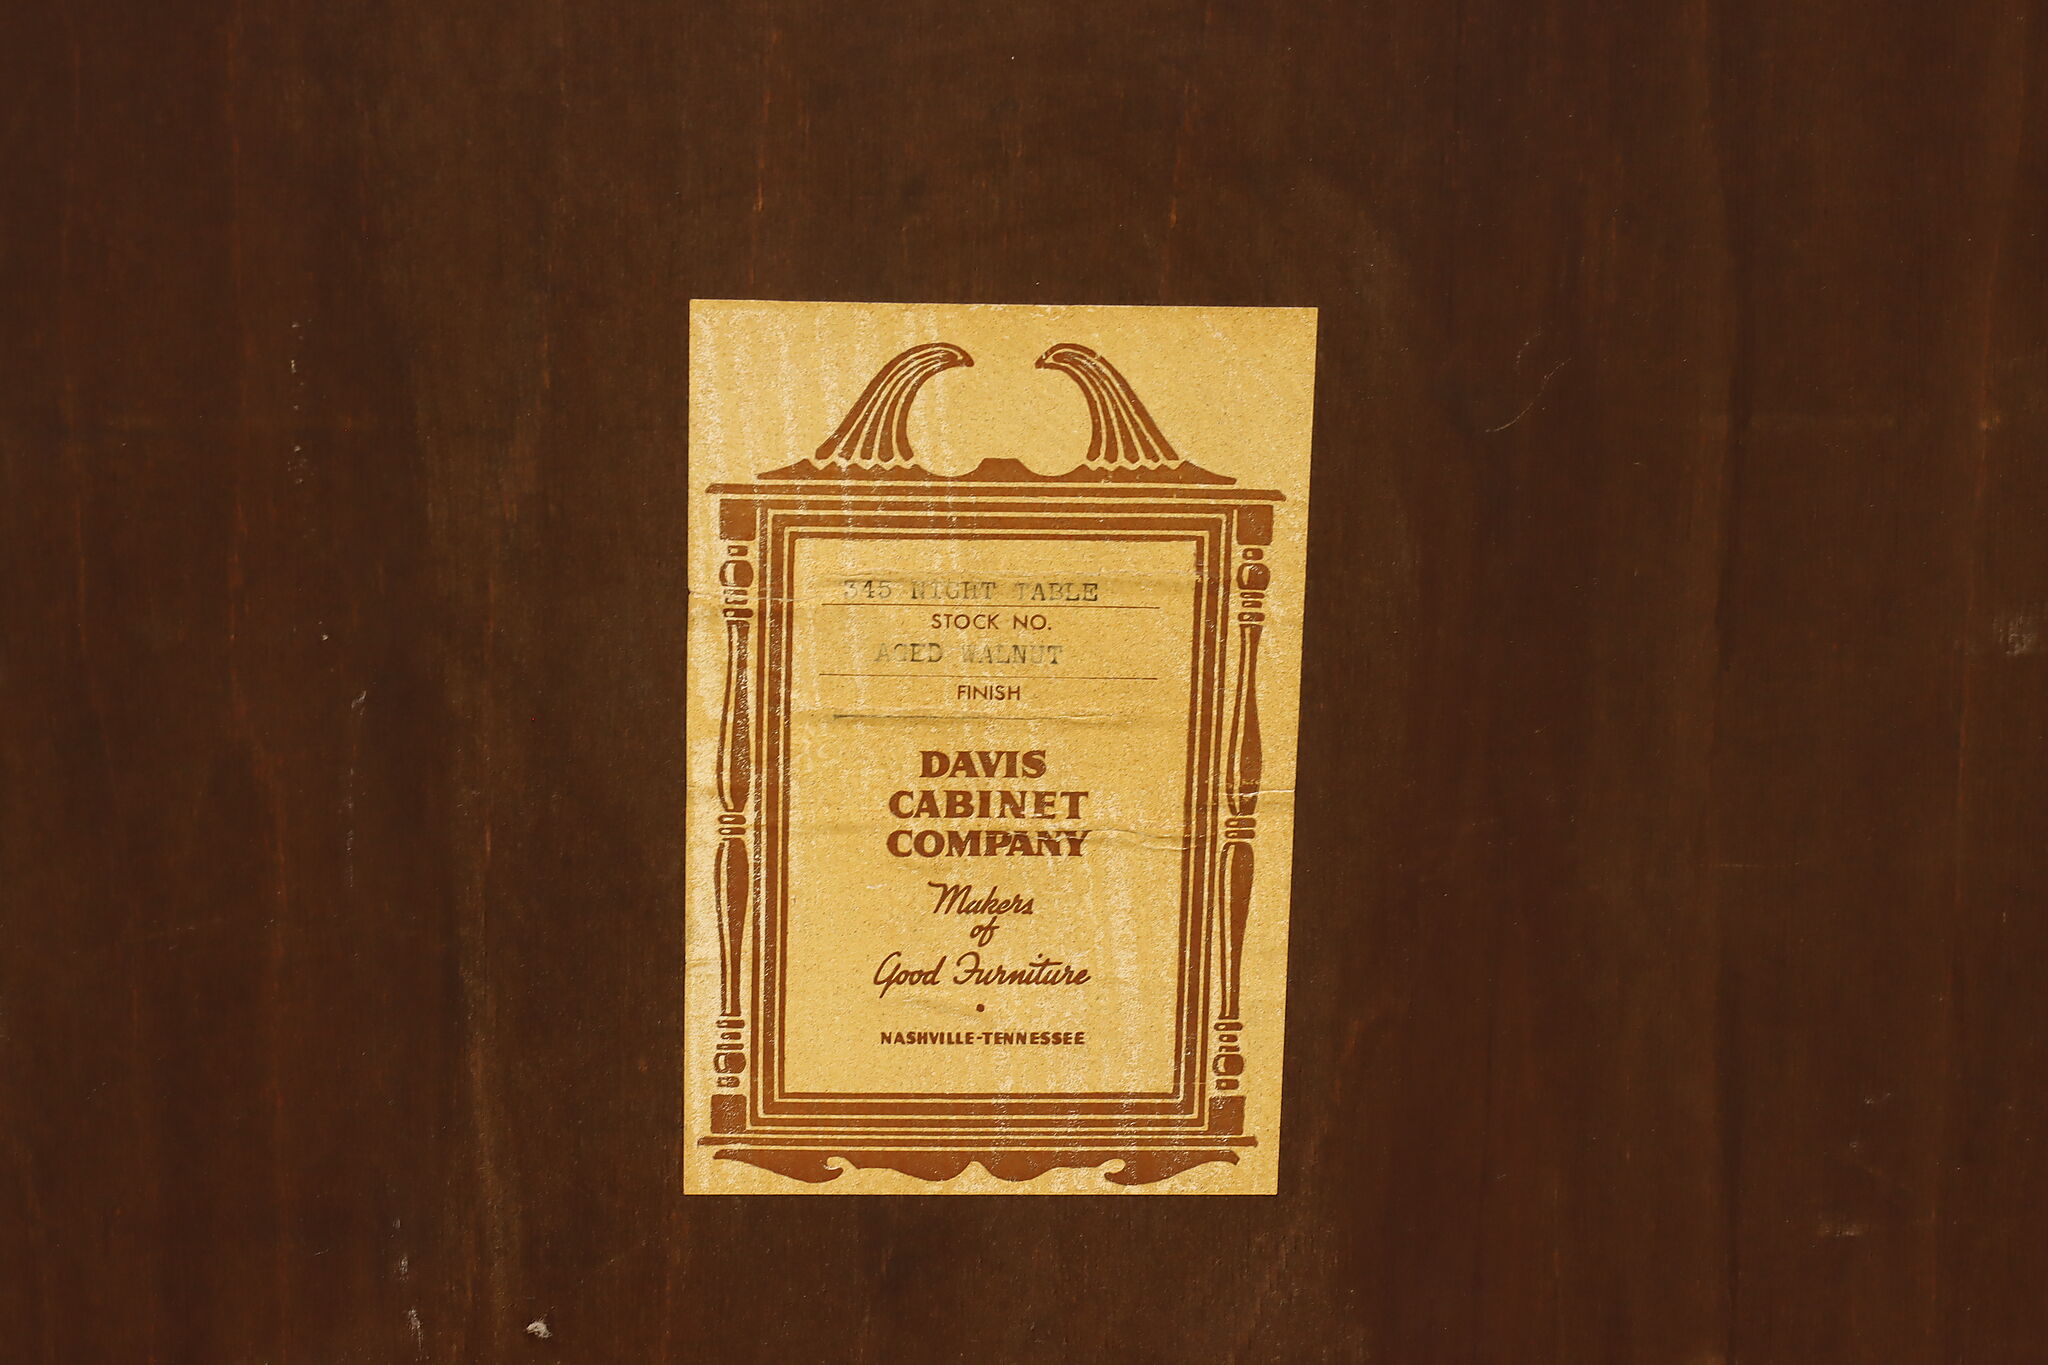 345 NIGHT TABLE
STOCK NO.
AGED WALNUT
FINISH
DAVIS
CABINET
COMPANY
Makers
of
Good Furniture
•
NASHVILLE-TENNESSEE